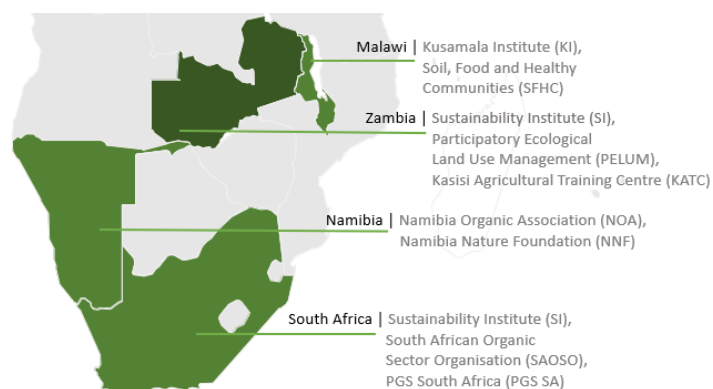 Malawi | Kusamala Institute (KI),
Soil, Food and Healthy
Communities (SFHC)
Zambia | Sustainability Institute (SI),
Participatory Ecological
Land Use Management (PELUM),
Kasisi Agricultural Training Centre (KATC)
Namibia | Namibia Organic Association (NOA),
Namibia Nature Foundation (NNF)
South Africa | Sustainability Institute (SI),
South African Organic
Sector Organisation (SAOSO),
PGS South Africa (PGS SA)